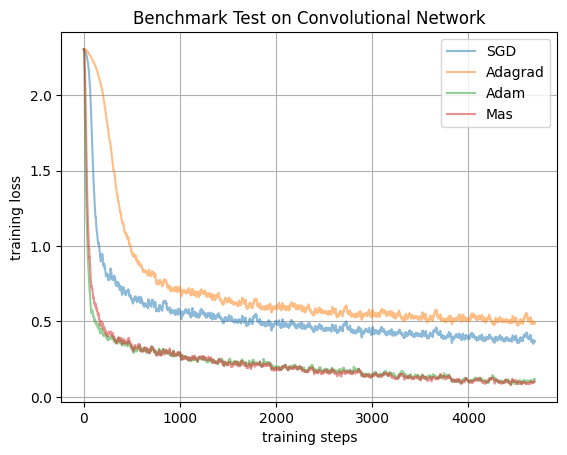 Benchmark Test on Convolutional Network
SGD
Adagrad
Adam
Mas
training loss
2.0
1.5
1.0
0.5
0.0
0
1000
2000
3000
4000
training steps